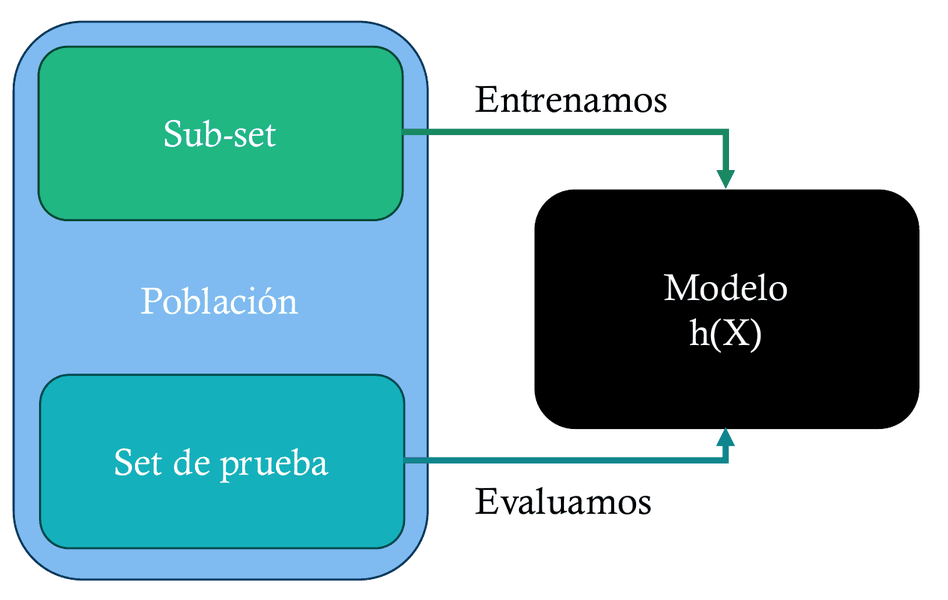 Sub-set
Entrenamos
Población
Modelo
h(X)
Set de prueba
Evaluamos